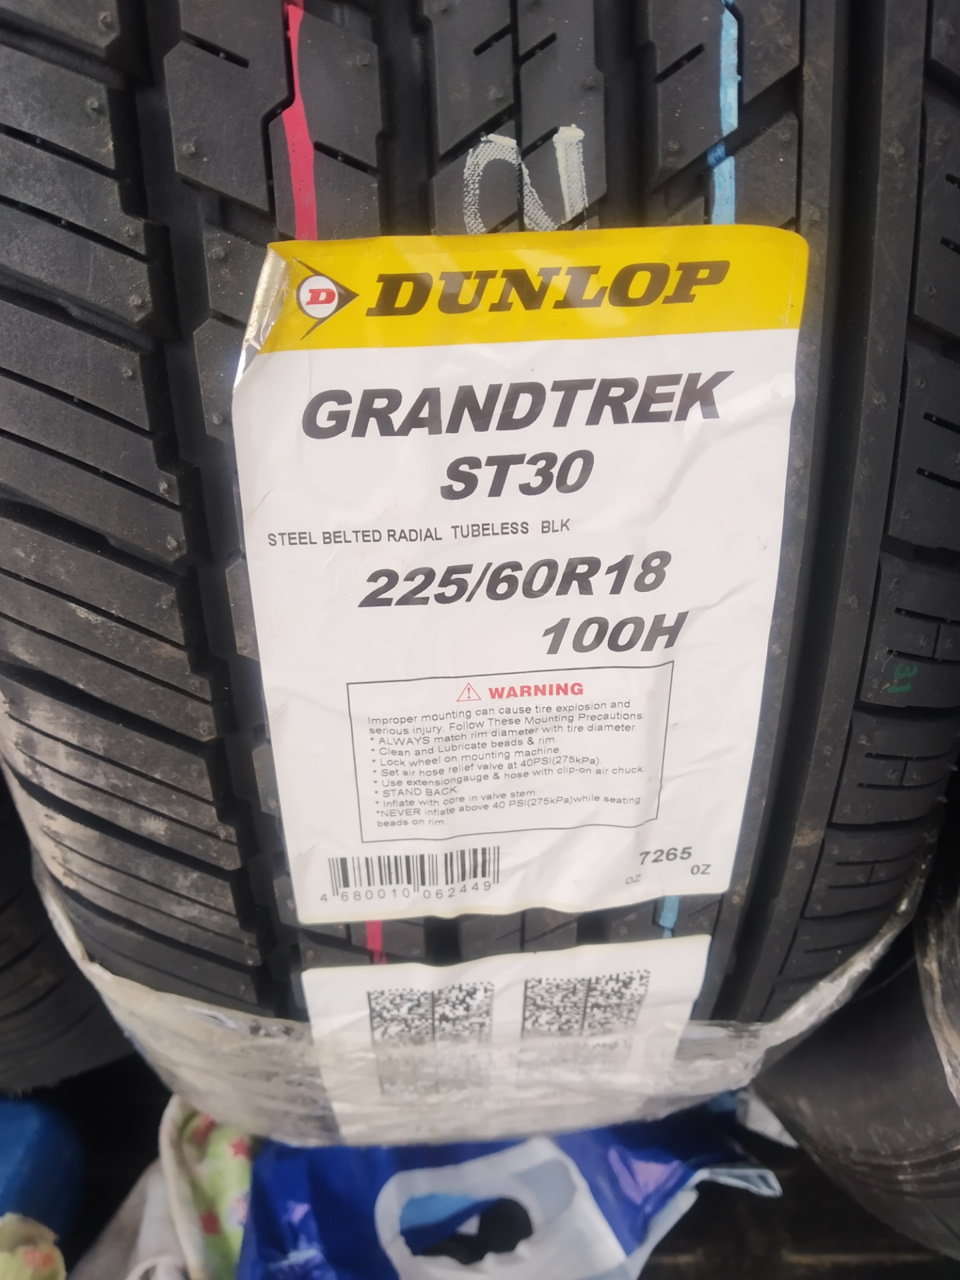 D DUNLOP
GRANDTREK
ST30
STEEL BELTED RADIAL TUBELESS BLK
225/60R18
100H
WARNING
Improper mounting can cause tire explosion and
serious injury. Follow These Mounting Precautions:
* ALWAYS match rim diameter with tire diameter.
* Clean and Lubricate beads & rim.
* Lock wheel on mounting machine.
* Set air hose relief valve at 40PSI(275kPa).
* Use extensiongauge & hose with clip-on air chuck.
* STAND BACK.
* Inflate with core in valve stem.
*NEVER inflate above 40 PSI(275kPa)while seating
beads on rim.
4 680010 062449
7265
OZ
OZ